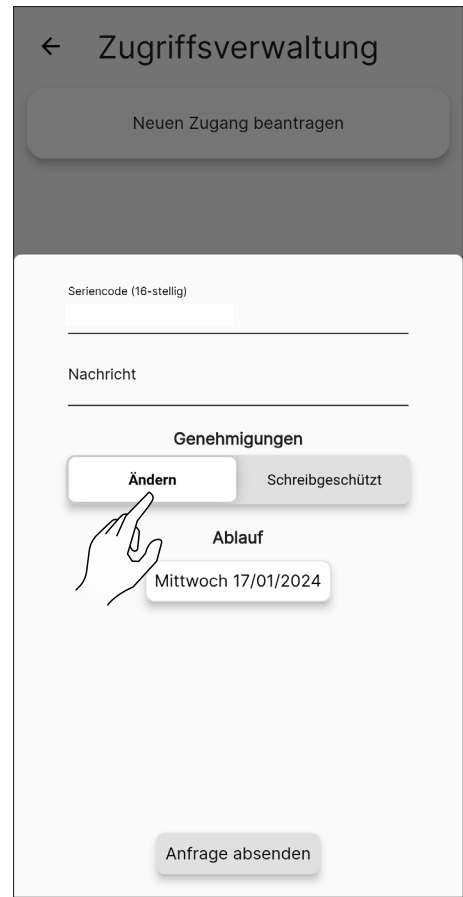 Zugriffsverwaltung
Neuen Zugang beantragen
Seriencode (16-stellig)
Nachricht
Genehmigungen
Ändern Schreibgeschützt
Ablauf
Mittwoch 17/01/2024
Anfrage absenden